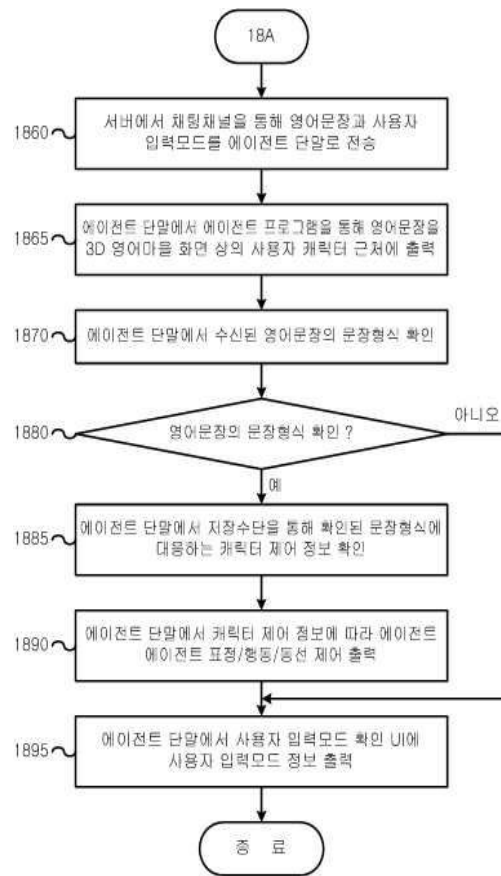 18A
1860
서버에서 채팅채널을 통해 영어문장과 사용자
입력모드를 에이전트 단말로 전송
1865
에이전트 단말에서 에이전트 프로그램을 통해 영어문장을
3D 영어마을 화면 상의 사용자 캐릭터 근처에 출력
1870
에이전트 단말에서 수신된 영어문장의 문장형식 확인
1880
영어문장의 문장형식 확인 ?
아니오
예
1885
에이전트 단말에서 저장수단을 통해 확인된 문장형식에
대응하는 캐릭터 제어 정보 확인
1890
에이전트 단말에서 캐릭터 제어 정보에 따라 에이전트
에이전트 표정/행동/동선 제어 출력
1895
에이전트 단말에서 사용자 입력모드 확인 UI에
사용자 입력모드 정보 출력
종 료